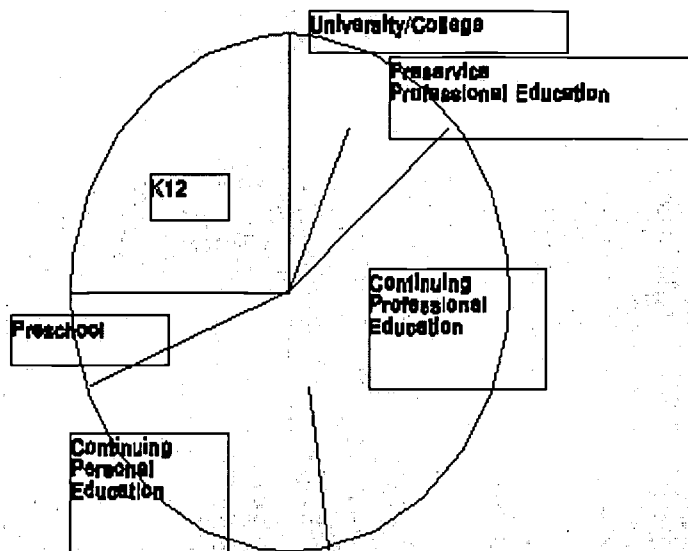 University/College
Preservice
Professional Education
K12
Continuing
Professional
Education
Preschool
Continuing
Personal
Education